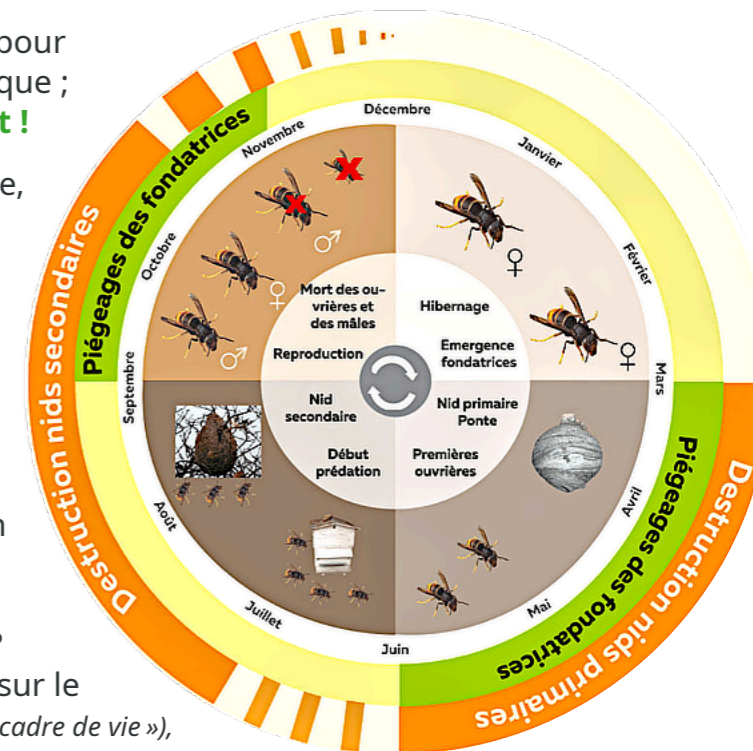 pour
que ;
t !
e,
n
?
sur le
cadre de vie »),
Destruction nids secondaires
Piégeages des fondatrices
Destruction nids primaires
Piégeages des fondatrices
Décembre
Janvier
Février
Mars
Avril
Mai
Juin
Juillet
Août
Septembre
Octobre
Novembre
♂
♀
♂
♀
♀
Mort des ou-
vrières et
des mâles
Reproduction
Hibernage
Emergence
fondatrices
Nid
secondaire
Début
prédation
Nid primaire
Ponte
Premières
ouvrières